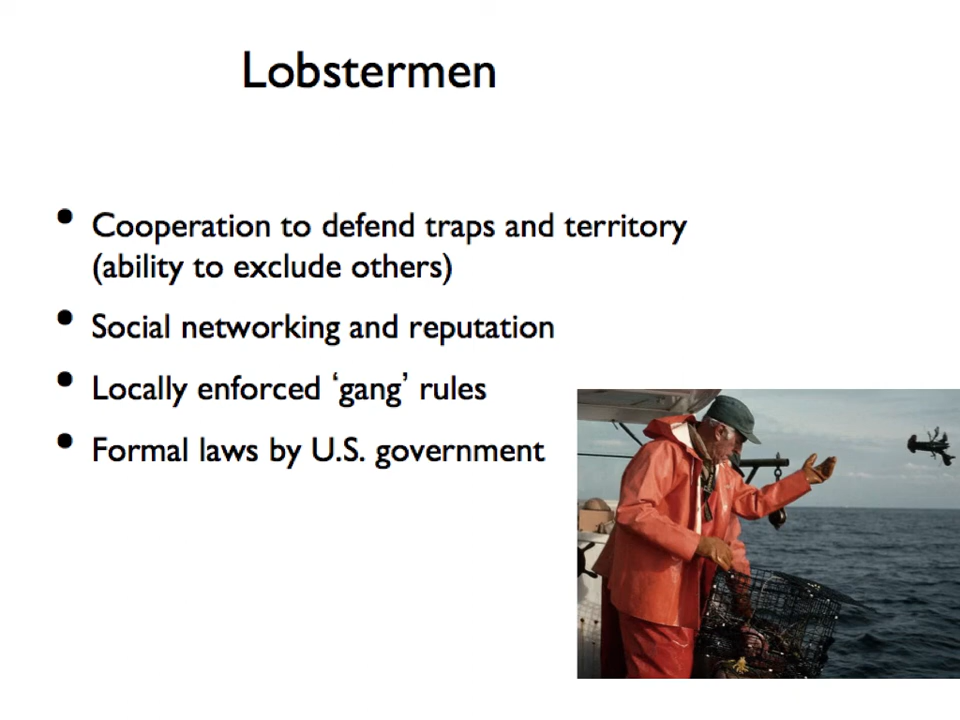 Lobstermen
• Cooperation to defend traps and territory
(ability to exclude others)
• Social networking and reputation
• Locally enforced ‘gang’ rules
• Formal laws by U.S. government